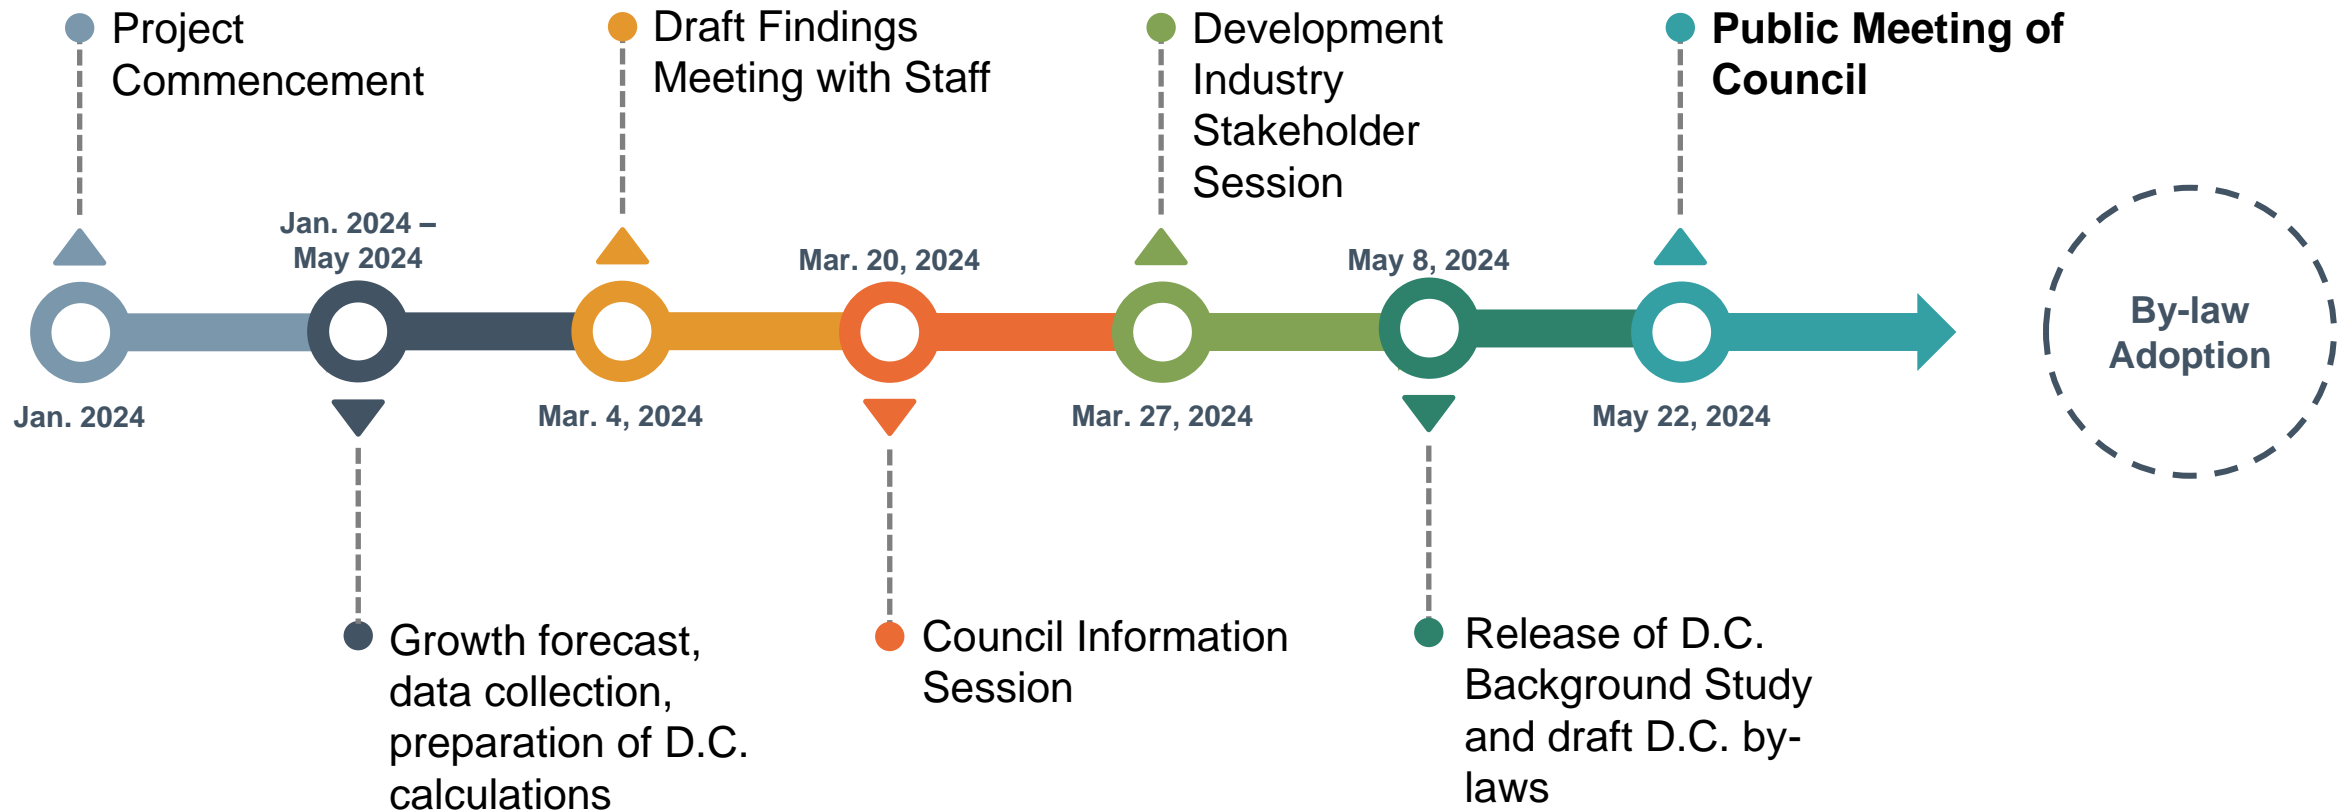 Project
Commencement
Draft Findings
Meeting with Staff
Development
Industry
Stakeholder
Session
Public Meeting of
Council
Jan. 2024 –
May 2024
Mar. 20, 2024
May 8, 2024
By-law
Adoption
Jan. 2024
Mar. 4, 2024
Mar. 27, 2024
May 22, 2024
Growth forecast,
data collection,
preparation of D.C.
calculations
Council Information
Session
Release of D.C.
Background Study
and draft D.C. by-
laws